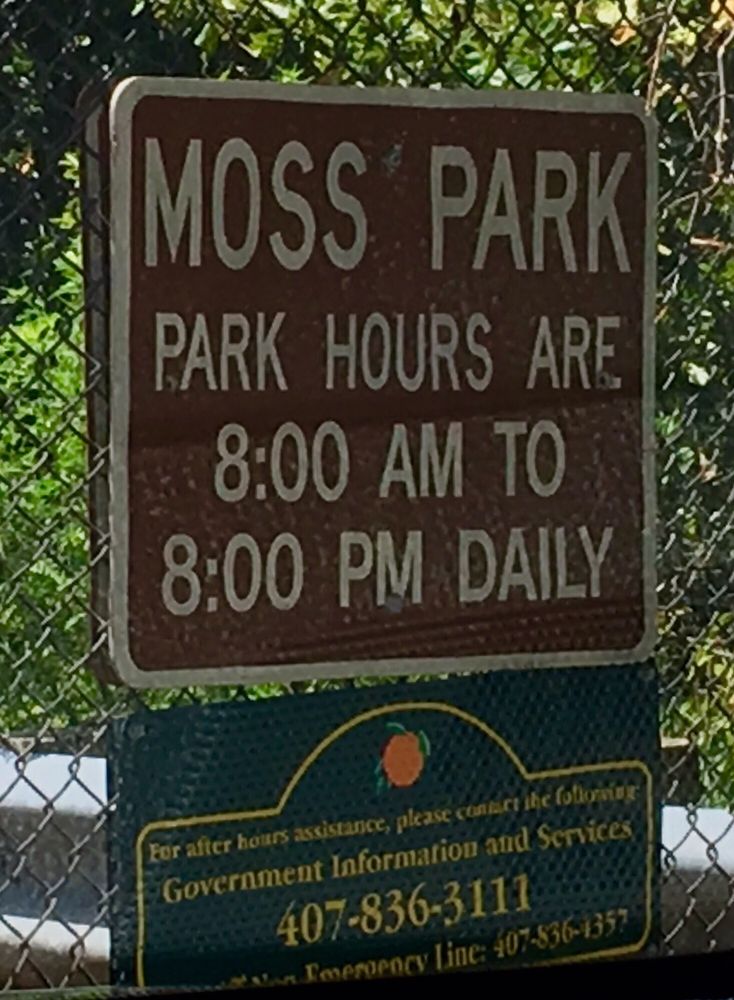 MOSS PARK
PARK HOURS ARE
8:00 AM TO
8:00 PM DAILY
For after hours assistance, please contact the following:
Government Information and Services
407-836-3111
Non-Emergency Line: 407-836-4357